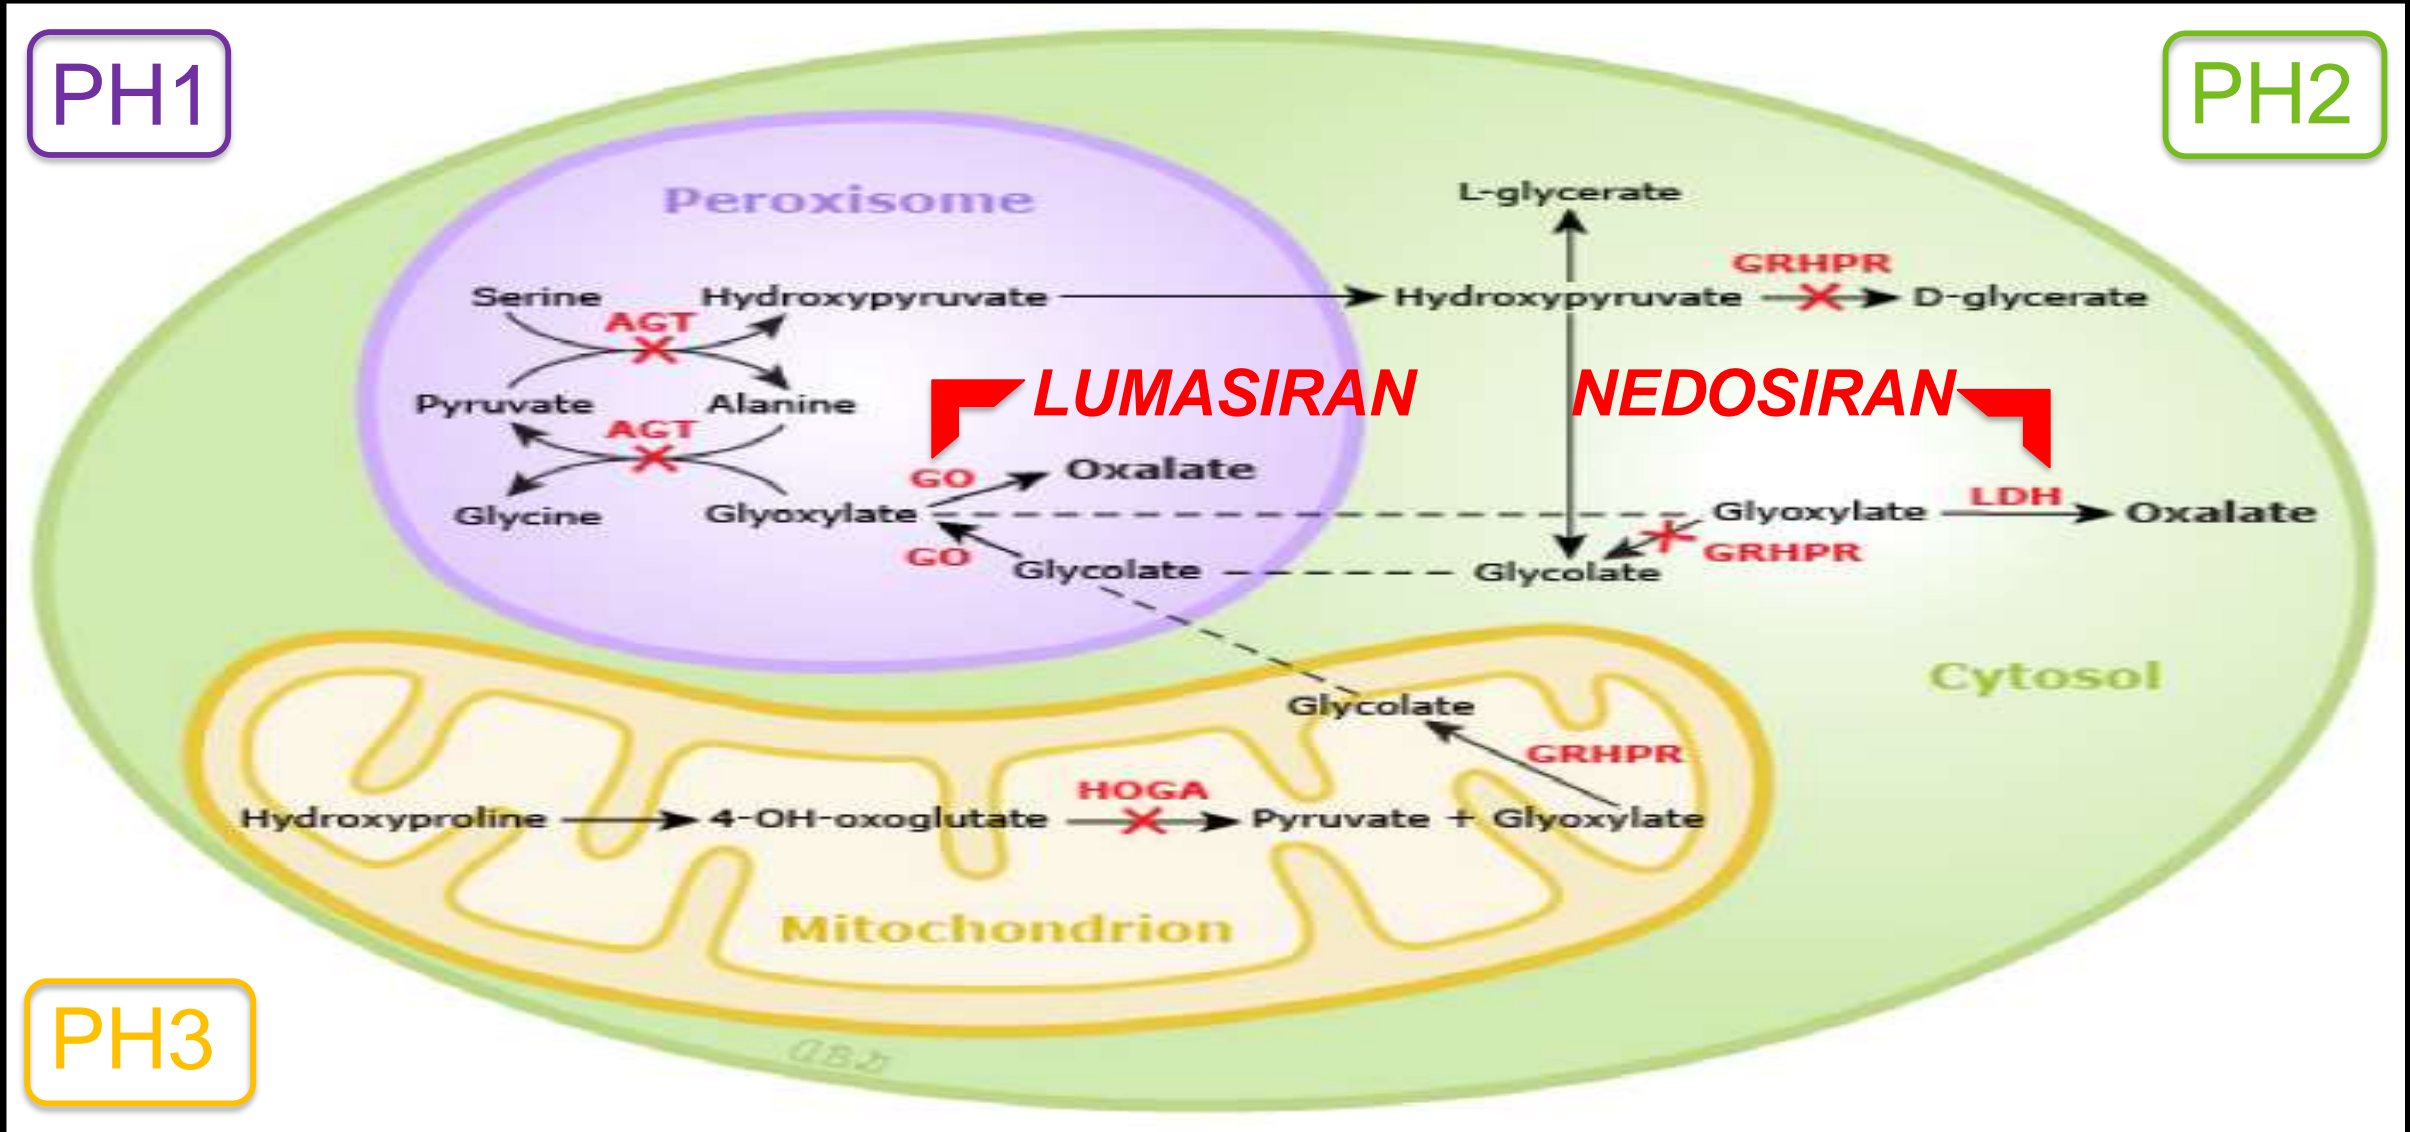 PH1
PH2
Peroxisome
L-glycerate
GRHPR
Serine
Hydroxypyruvate
Hydroxypyruvate
D-glycerate
AGT
LUMASIRAN
NEDOSIRAN
Pyruvate
Alanine
AGT
GO
Oxalate
Glycine
Glyoxylate
Glyoxylate
LDH
Oxalate
GO
Glycolate
Glycolate
GRHPR
Cytosol
Glycolate
GRHPR
HOGA
Hydroxyproline
4-OH-oxoglutate
Pyruvate + Glyoxylate
Mitochondrion
PH3